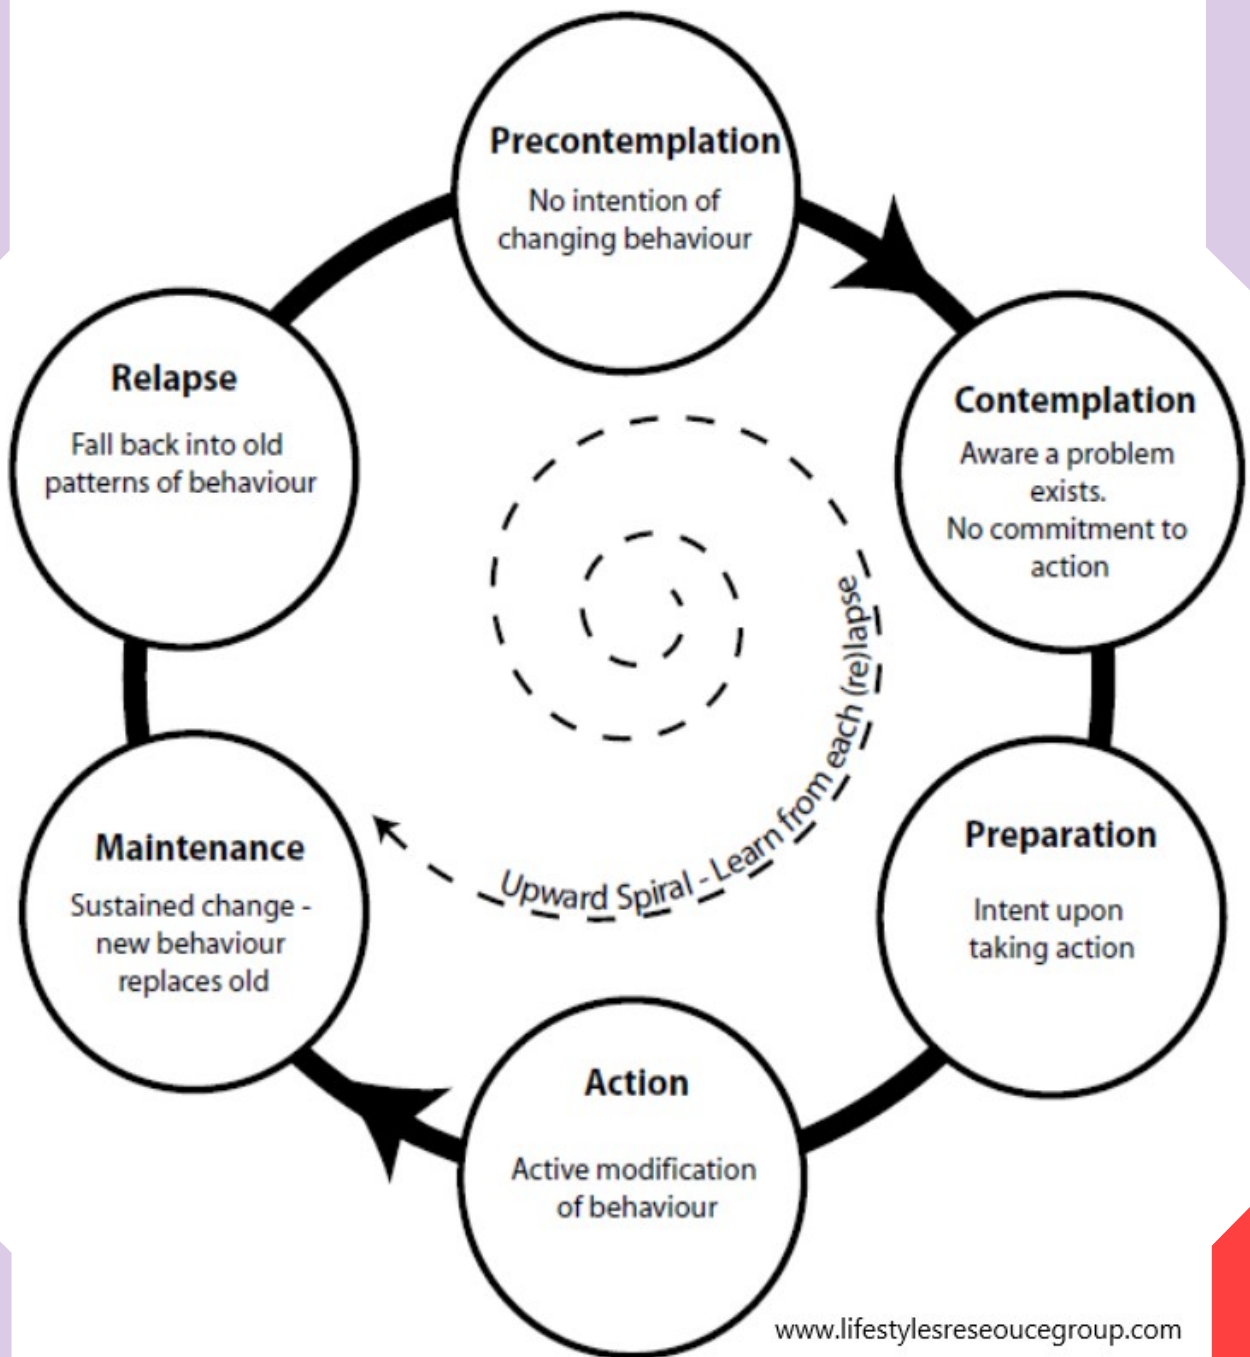 Precontemplation
No intention of
changing behaviour
Contemplation
Aware a problem
exists.
No commitment to
action
Preparation
Intent upon
taking action
Action
Active modification
of behaviour
Maintenance
Sustained change -
new behaviour
replaces old
Relapse
Fall back into old
patterns of behaviour
Upward Spiral - Learn from each (re)lapse
www.lifestylesreseoucegroup.com